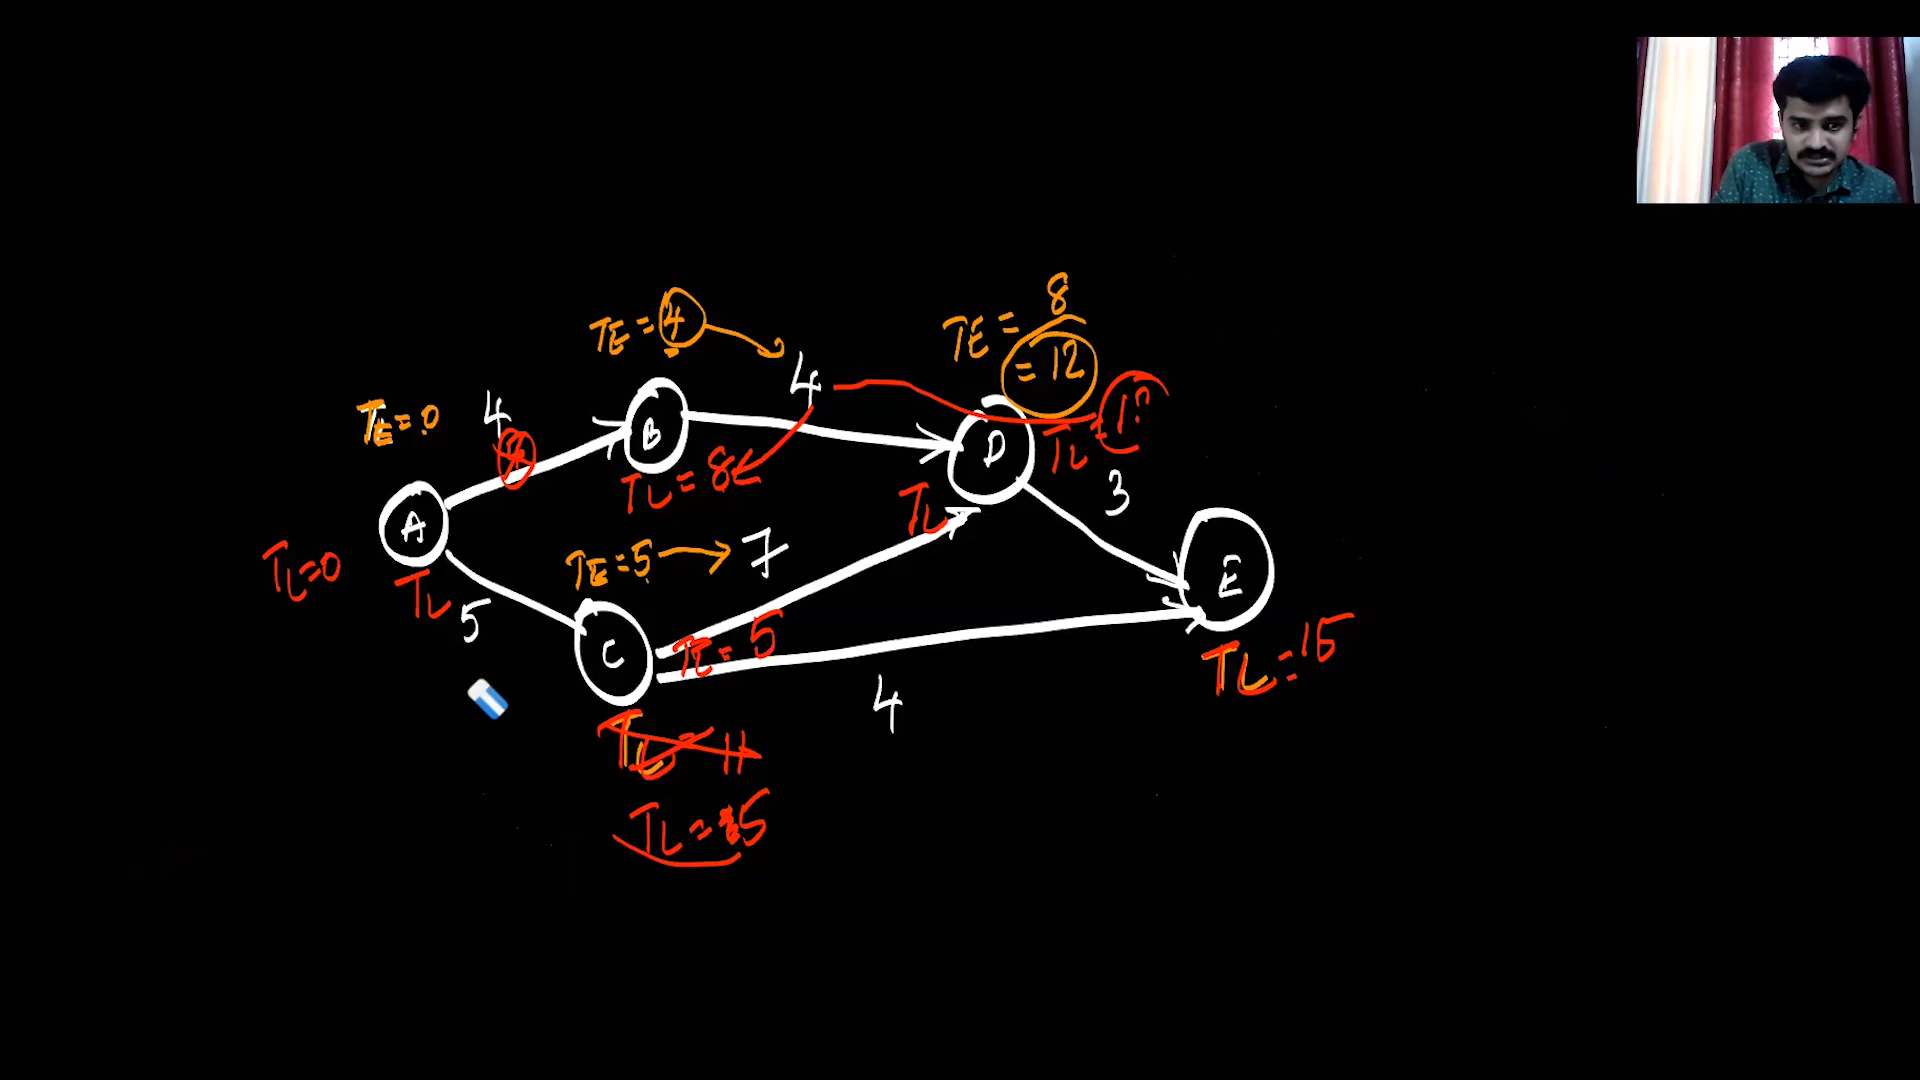 8
TE = 4
TE =
= 12
4
TE = 0
4
B
D
TL =
TL = 8
3
A
TL
7
TE = 5
E
TL = 0
TL
5
C
TL = 5
TL = 15
4
TL = 11
TL = 5